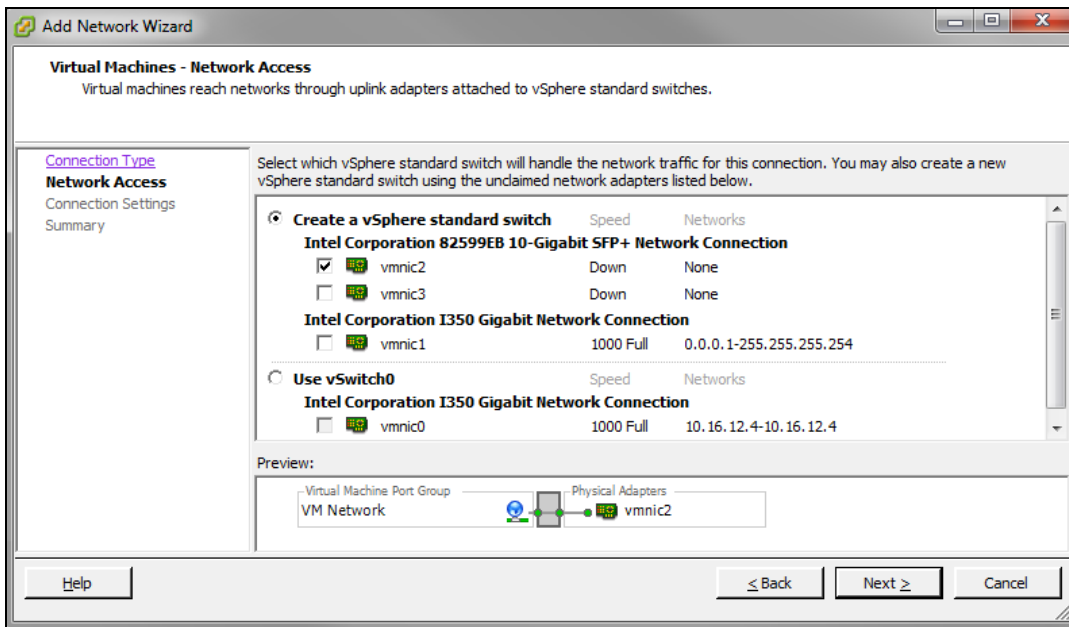 Add Network Wizard
Virtual Machines - Network Access
Virtual machines reach networks through uplink adapters attached to vSphere standard switches.
Connection Type
Network Access
Connection Settings
Summary
Select which vSphere standard switch will handle the network traffic for this connection. You may also create a new
vSphere standard switch using the unclaimed network adapters listed below.
Create a vSphere standard switch Speed Networks
Intel Corporation 82599EB 10-Gigabit SFP+ Network Connection
vmnic2 Down None
vmnic3 Down None
Intel Corporation I350 Gigabit Network Connection
vmnic1 1000 Full 0.0.0.1-255.255.255.254
Use vSwitch0 Speed Networks
Intel Corporation I350 Gigabit Network Connection
vmnic0 1000 Full 10.16.12.4-10.16.12.4
Preview:
Virtual Machine Port Group Physical Adapters
VM Network vmnic2
Help < Back Next > Cancel